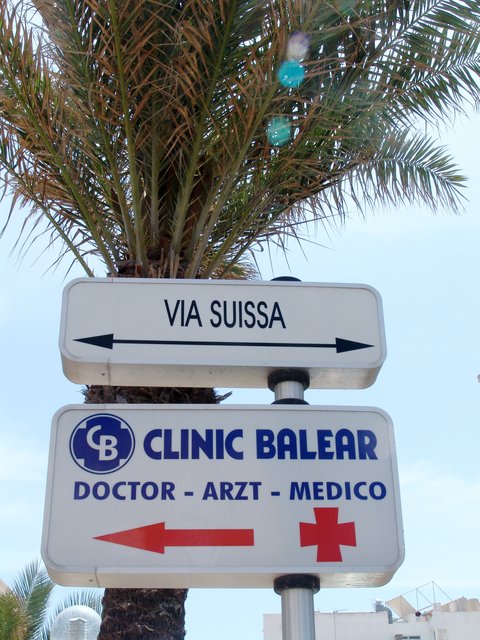 VIA SUISSA
CB CLINIC BALEAR
DOCTOR - ARZT - MEDICO